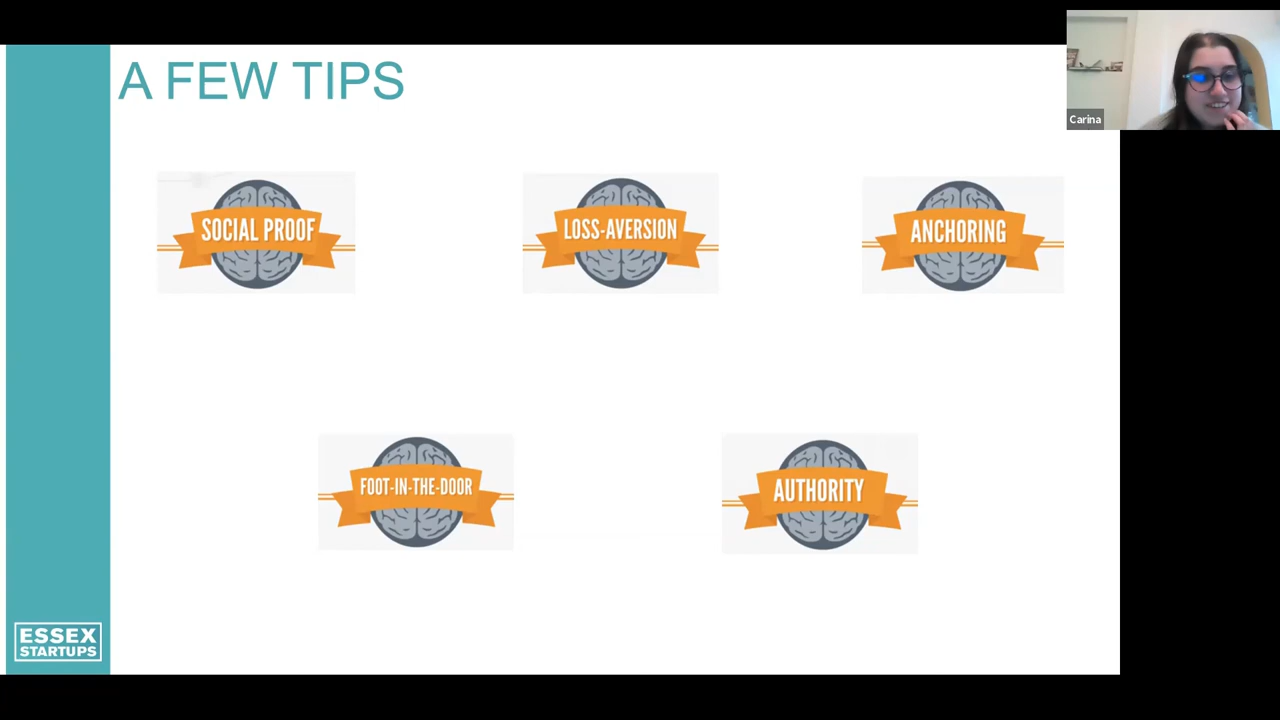 A FEW TIPS
Carina
SOCIAL PROOF
LOSS-AVERSION
ANCHORING
FOOT-IN-THE-DOOR
AUTHORITY
ESSEX
STARTUPS